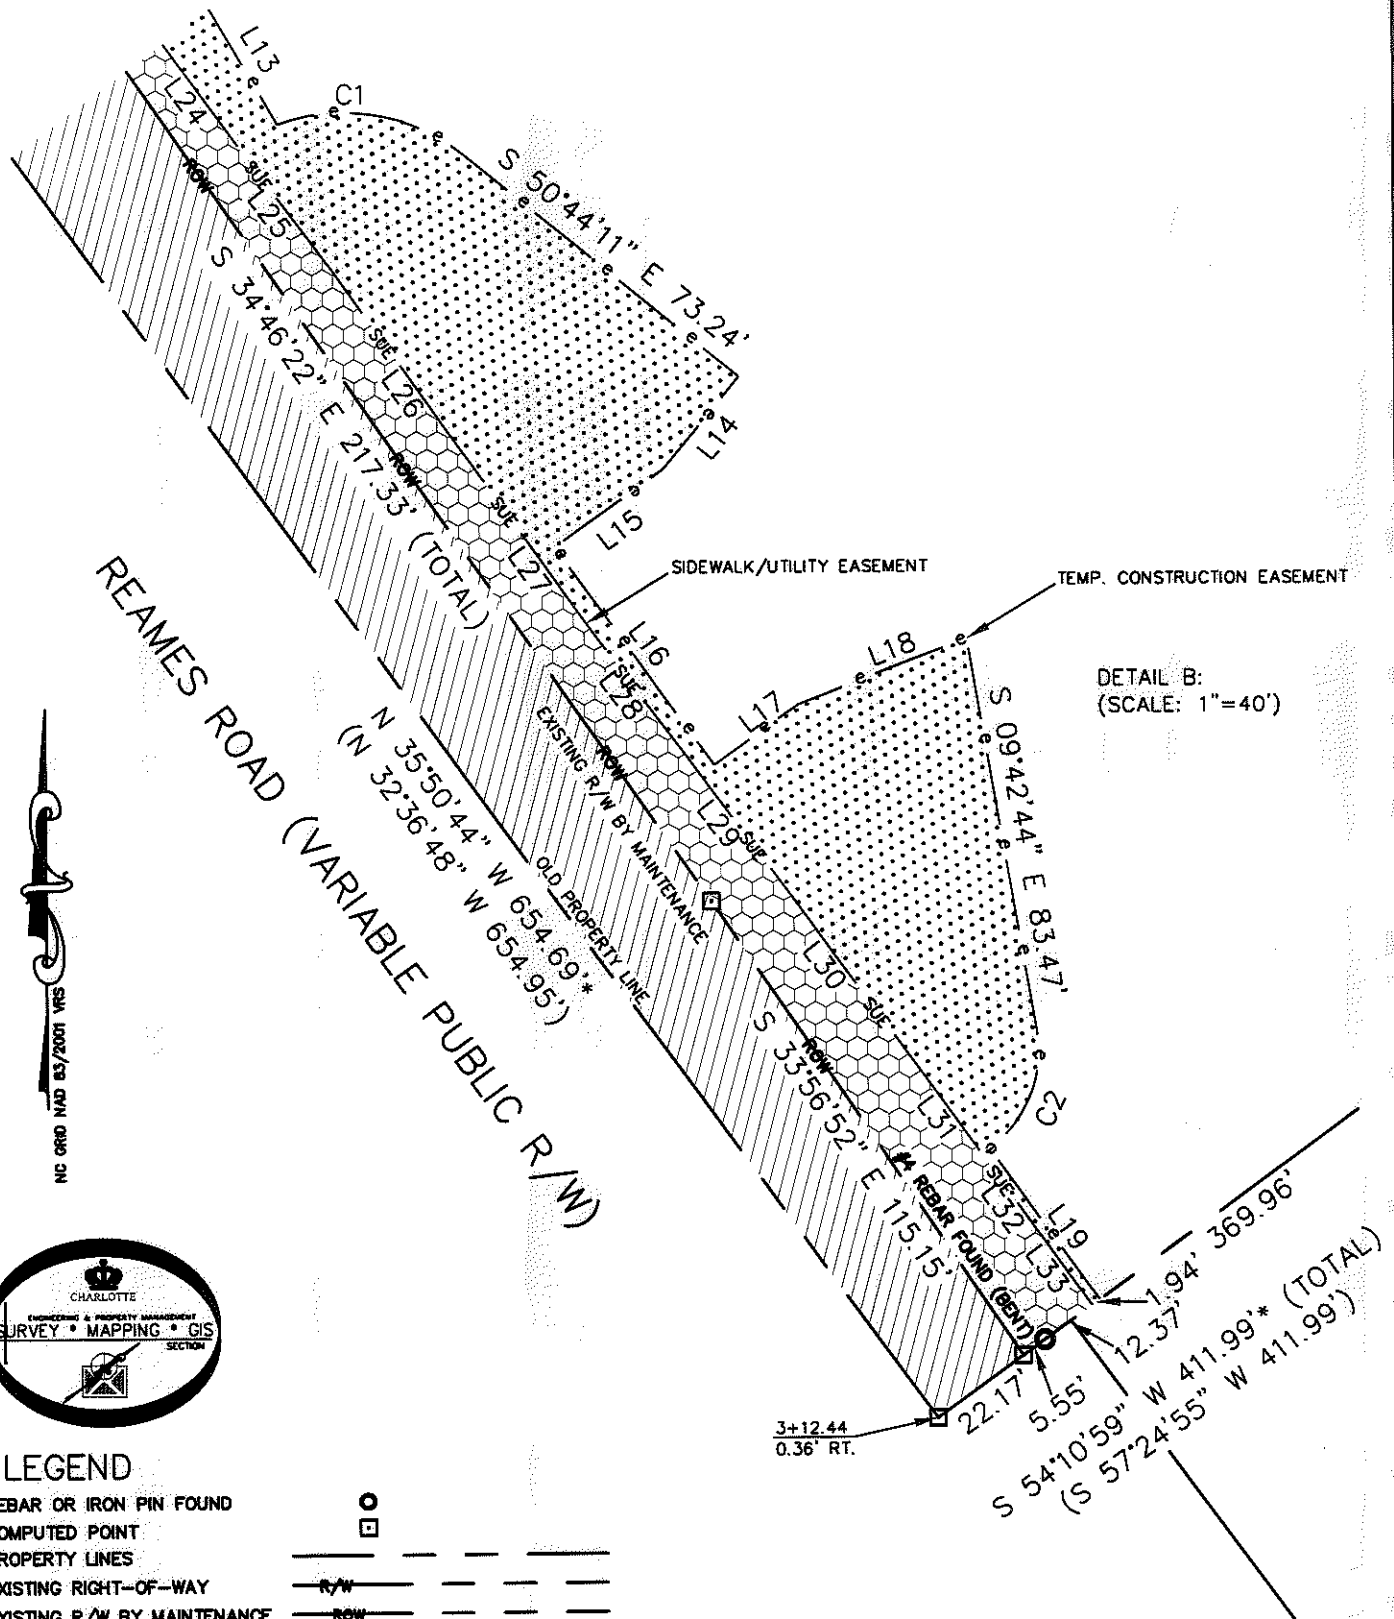 L13
C1
L24
SUE
ROW
L25
S 50°44'11" E 73.24'
S 34°46'22" E 217.33' (TOTAL)
SUE
L26
ROW
L14
SUE
L15
L27
SIDEWALK/UTILITY EASEMENT
TEMP. CONSTRUCTION EASEMENT
L16
L18
SUE
L28
L17
DETAIL B:
(SCALE: 1"=40')
S 09°42'44" E 83.47'
REAMES ROAD (VARIABLE PUBLIC R/W)
N 35°50'44" W 654.69'*
(N 32°36'48" W 654.95')
EXISTING R/W BY MAINTENANCE
ROW
OLD PROPERTY LINE
L29
SUE
L30
SUE
S 33°56'52" E 115.15'
ROW
L31
C2
#4 REBAR FOUND (BENT)
SUE
L32
L19
L33
NC GRID NAD 83/2001 VRS
369.96'
1.94'
12.37'
5.55'
22.17'
S 54°10'59" W 411.99'* (TOTAL)
(S 57°24'55" W 411.99')
3+12.44
0.36' RT.
CHARLOTTE
ENGINEERING & PROPERTY MANAGEMENT
SURVEY * MAPPING * GIS
SECTION
LEGEND
EBAR OR IRON PIN FOUND
OMPUTED POINT
ROPERTY LINES
XISTING RIGHT-OF-WAY R/W
XISTING R/W BY MAINTENANCE ROW